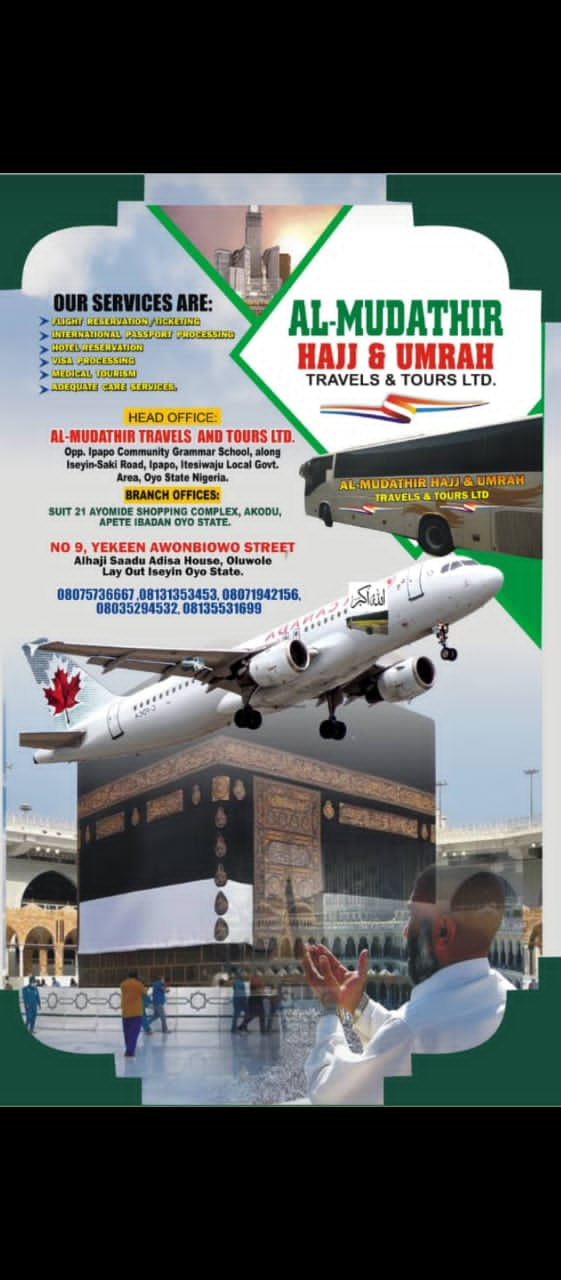 OUR SERVICES ARE:
FLIGHT RESERVATION/TICKETING
INTERNATIONAL PASSPORT PROCESSING
HOTEL RESERVATION
VISA PROCESSING
MEDICAL TOURISM
ADEQUATE CARE SERVICES.
AL-MUDATHIR
HAJJ & UMRAH
TRAVELS & TOURS LTD.
HEAD OFFICE:
AL-MUDATHIR TRAVELS AND TOURS LTD.
Opp. Ipapo Community Grammar School, along
Iseyin-Saki Road, Ipapo, Itesiwaju Local Govt.
Area, Oyo State Nigeria.
BRANCH OFFICES:
SUIT 21 AYOMIDE SHOPPING COMPLEX, AKODU,
APETE IBADAN OYO STATE.
NO 9, YEKEEN AWONBIOWO STREET
Alhaji Saadu Adisa House, Oluwole
Lay Out Iseyin Oyo State.
08075736667 ,08131353453, 08071942156,
08035294532, 08135531699
AL-MUDATHIR HAJJ & UMRAH
TRAVELS & TOURS LTD
الله اكبر